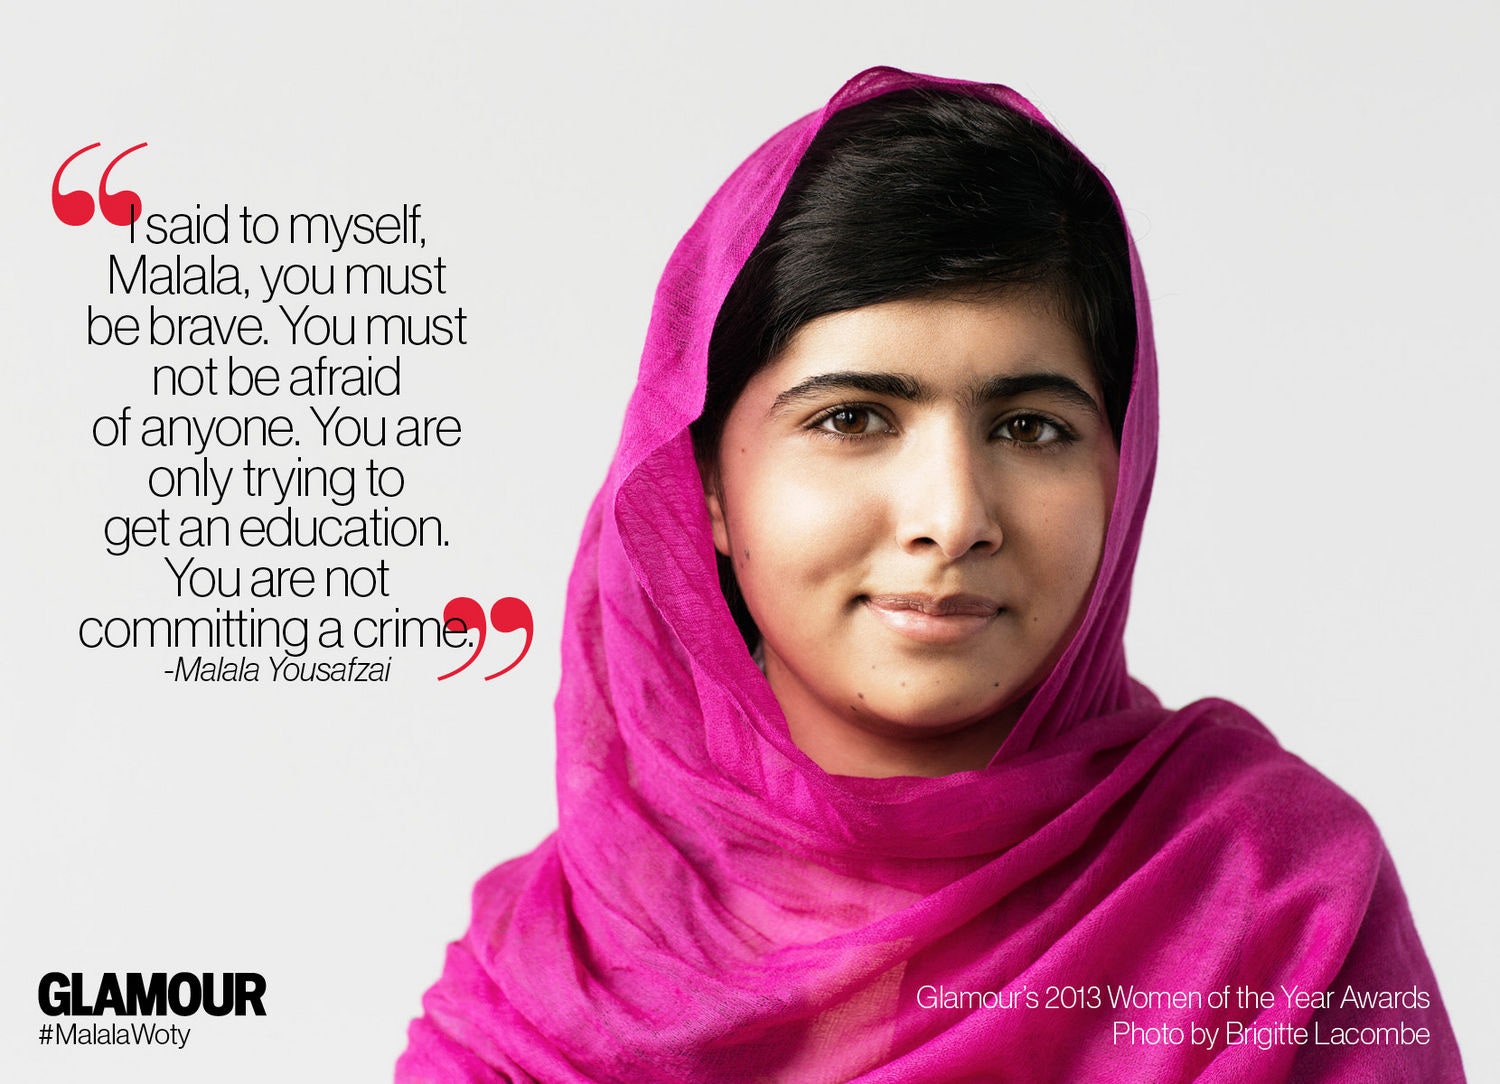 “I said to myself,
Malala, you must
be brave. You must
not be afraid
of anyone. You are
only trying to
get an education.
You are not
committing a crime.”
-Malala Yousafzai
GLAMOUR
#MalalaWoty
Glamour's 2013 Women of the Year Awards
Photo by Brigitte Lacombe